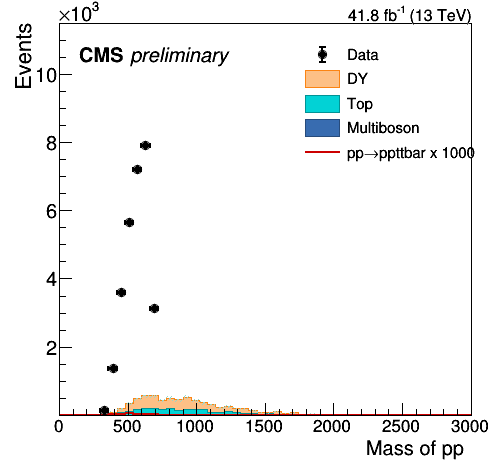 ×10³
41.8 fb⁻¹ (13 TeV)
Events
CMS preliminary
Data
DY
Top
Multiboson
pp→ppttbar x 1000
10
8
6
4
2
0 500 1000 1500 2000 2500 3000
Mass of pp